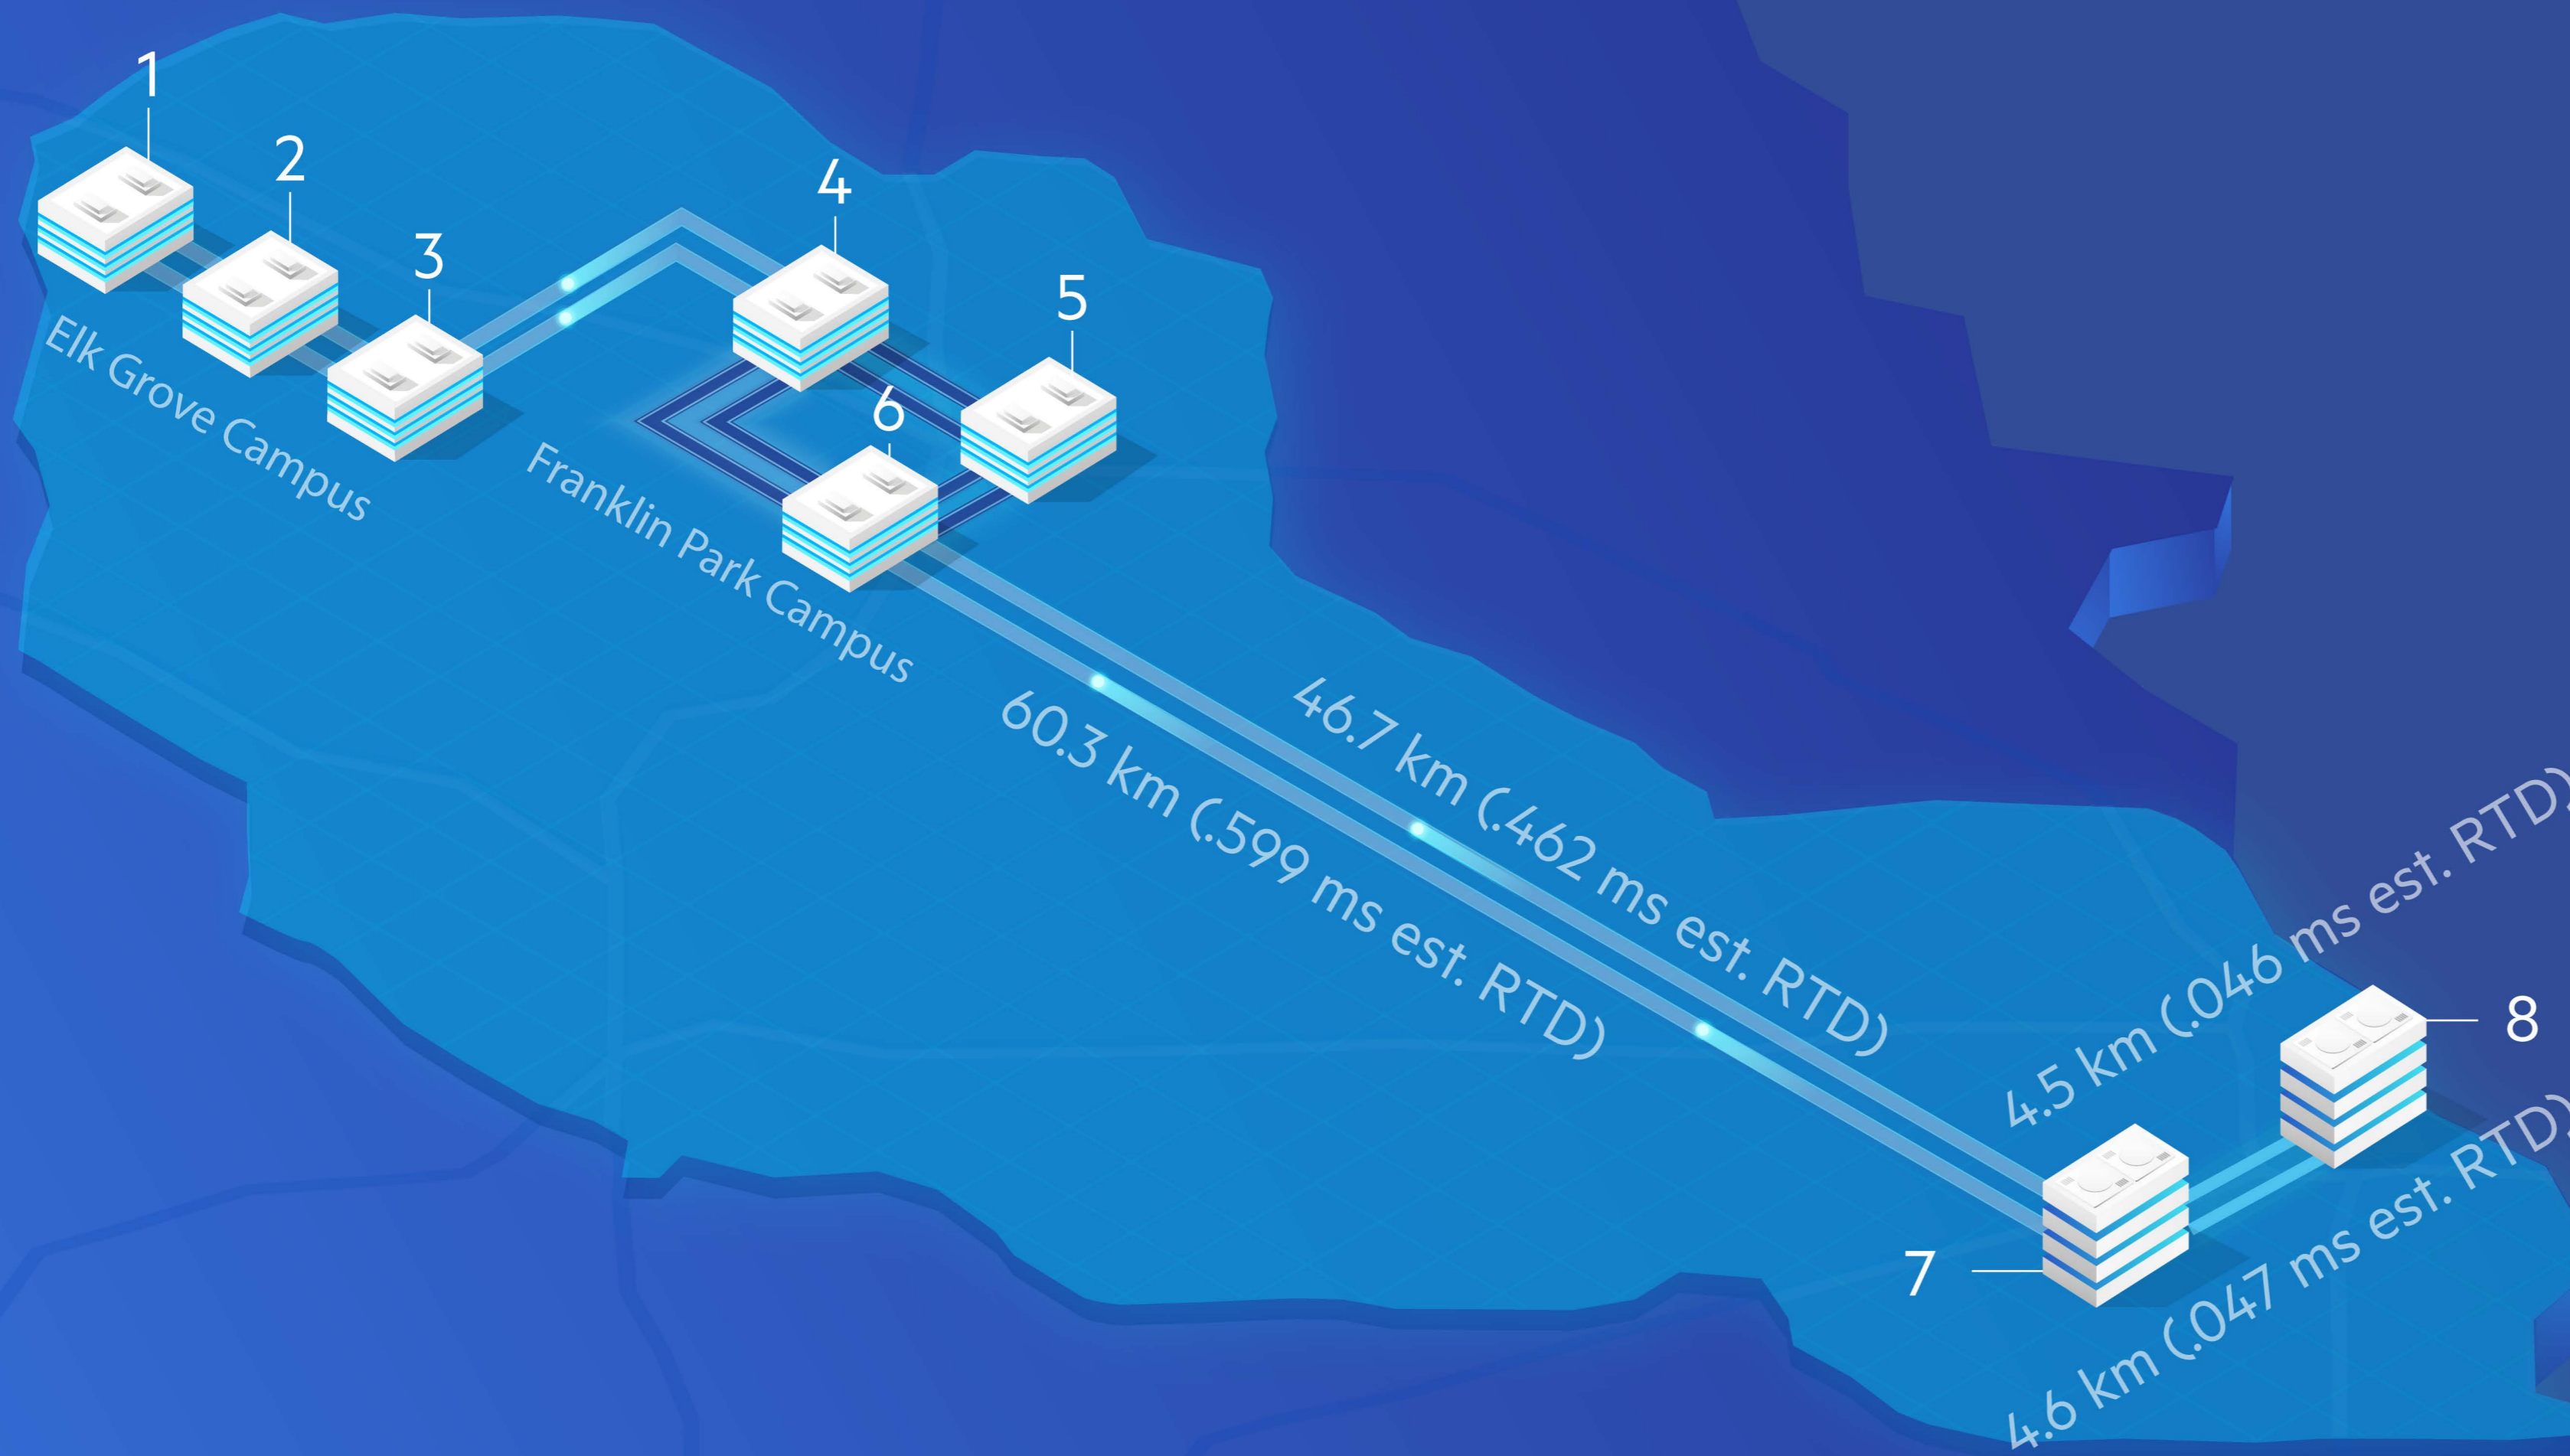 1
2
3
4
5
6
Elk Grove Campus
Franklin Park Campus
46.7 km (.462 ms est. RTD)
60.3 km (.599 ms est. RTD)
4.5 km (.046 ms est. RTD)
8
7
4.6 km (.047 ms est. RTD)